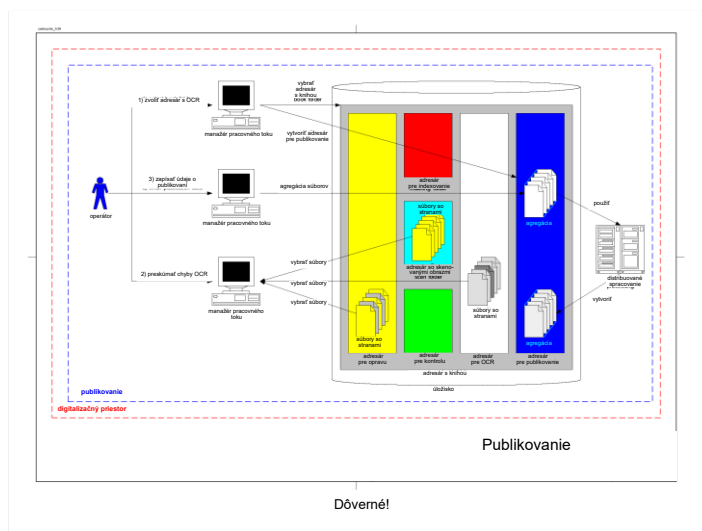 1) zvoliť adresár s OCR
manažér pracovného toku
vybrať
adresár
s knihou
vytvoriť adresár
pre publikovanie
3) zapísať údaje o
publikovaní
operátor
manažér pracovného toku
agregácia súborov
2) preskúmať chyby OCR
manažér pracovného
toku
vybrať súbory
vybrať súbory
vybrať súbory
adresár
pre indexovanie
súbory so
stranami
adresár so skeno-
vanými obrazmi
súbory so
stranami
adresár
pre opravu
adresár
pre kontrolu
súbory so
stranami
adresár
pre OCR
agregácia
agregácia
adresár
pre publikovanie
adresár s knihou
úložisko
použiť
distribuované
spracovanie
vytvoriť
publikovanie
digitalizačný priestor
Publikovanie
Dôverné!